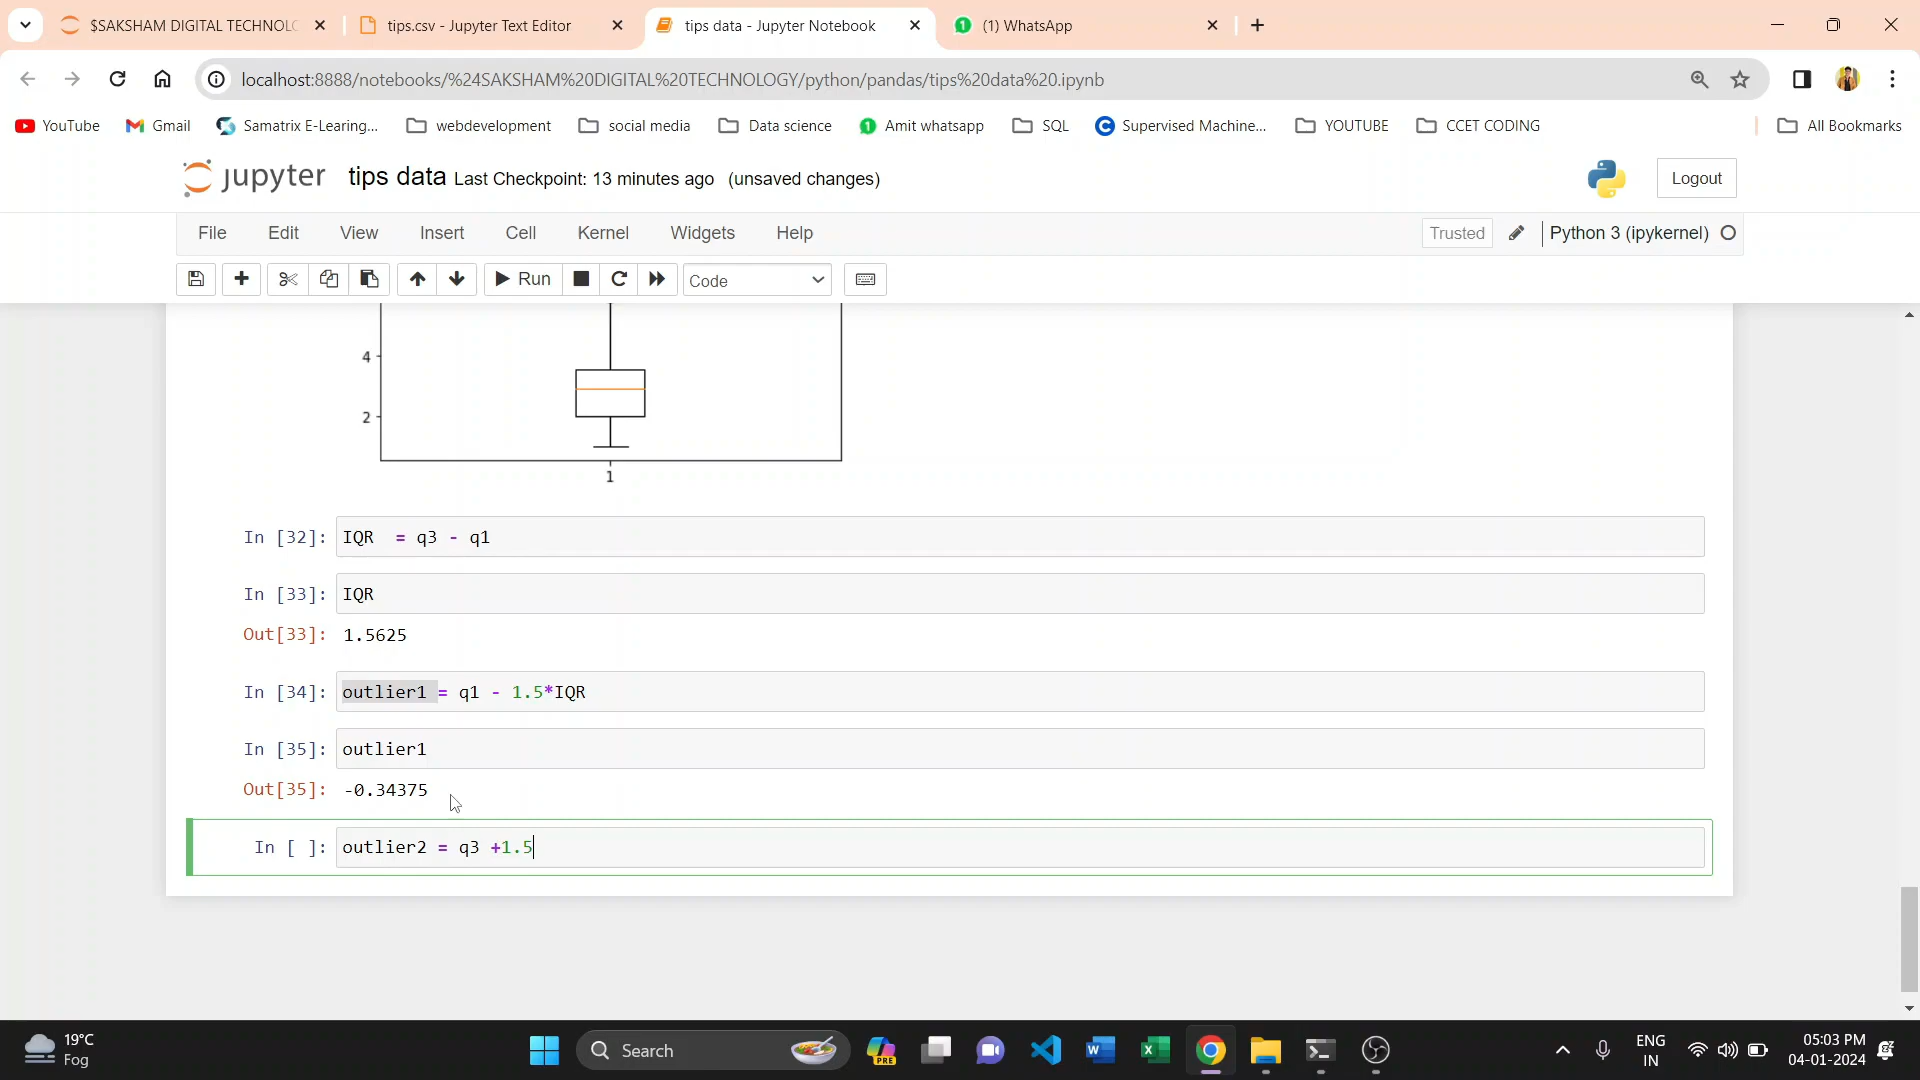 $SAKSHAM DIGITAL TECHNOLO
tips.csv - Jupyter Text Editor
tips data - Jupyter Notebook
(1) WhatsApp
localhost:8888/notebooks/%24SAKSHAM%20DIGITAL%20TECHNOLOGY/python/pandas/tips%20data%20.ipynb
YouTube
Gmail
Samatrix E-Learing...
webdevelopment
social media
Data science
Amit whatsapp
SQL
Supervised Machine...
YOUTUBE
CCET CODING
All Bookmarks
jupyter tips data Last Checkpoint: 13 minutes ago (unsaved changes)
Logout
File Edit View Insert Cell Kernel Widgets Help
Trusted
Python 3 (ipykernel)
Run
Code
4
2
1
In [32]: IQR  = q3 - q1
In [33]: IQR
Out[33]: 1.5625
In [34]: outlier1 = q1 - 1.5*IQR
In [35]: outlier1
Out[35]: -0.34375
In [ ]: outlier2 = q3 +1.5
19°C
Fog
Search
PRE
ENG
IN
05:03 PM
04-01-2024